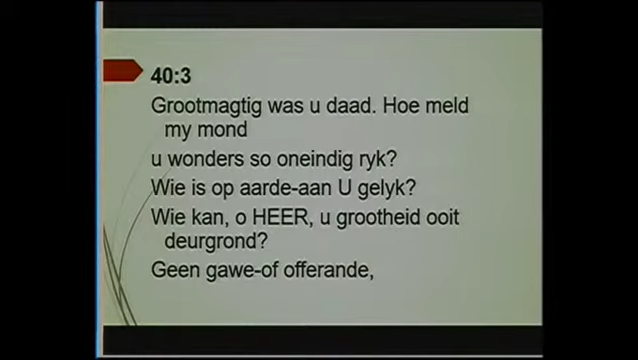 40:3
Grootmagtig was u daad. Hoe meld
my mond
u wonders so oneindig ryk?
Wie is op aarde-aan U gelyk?
Wie kan, o HEER, u grootheid ooit
deurgrond?
Geen gawe-of offerande,